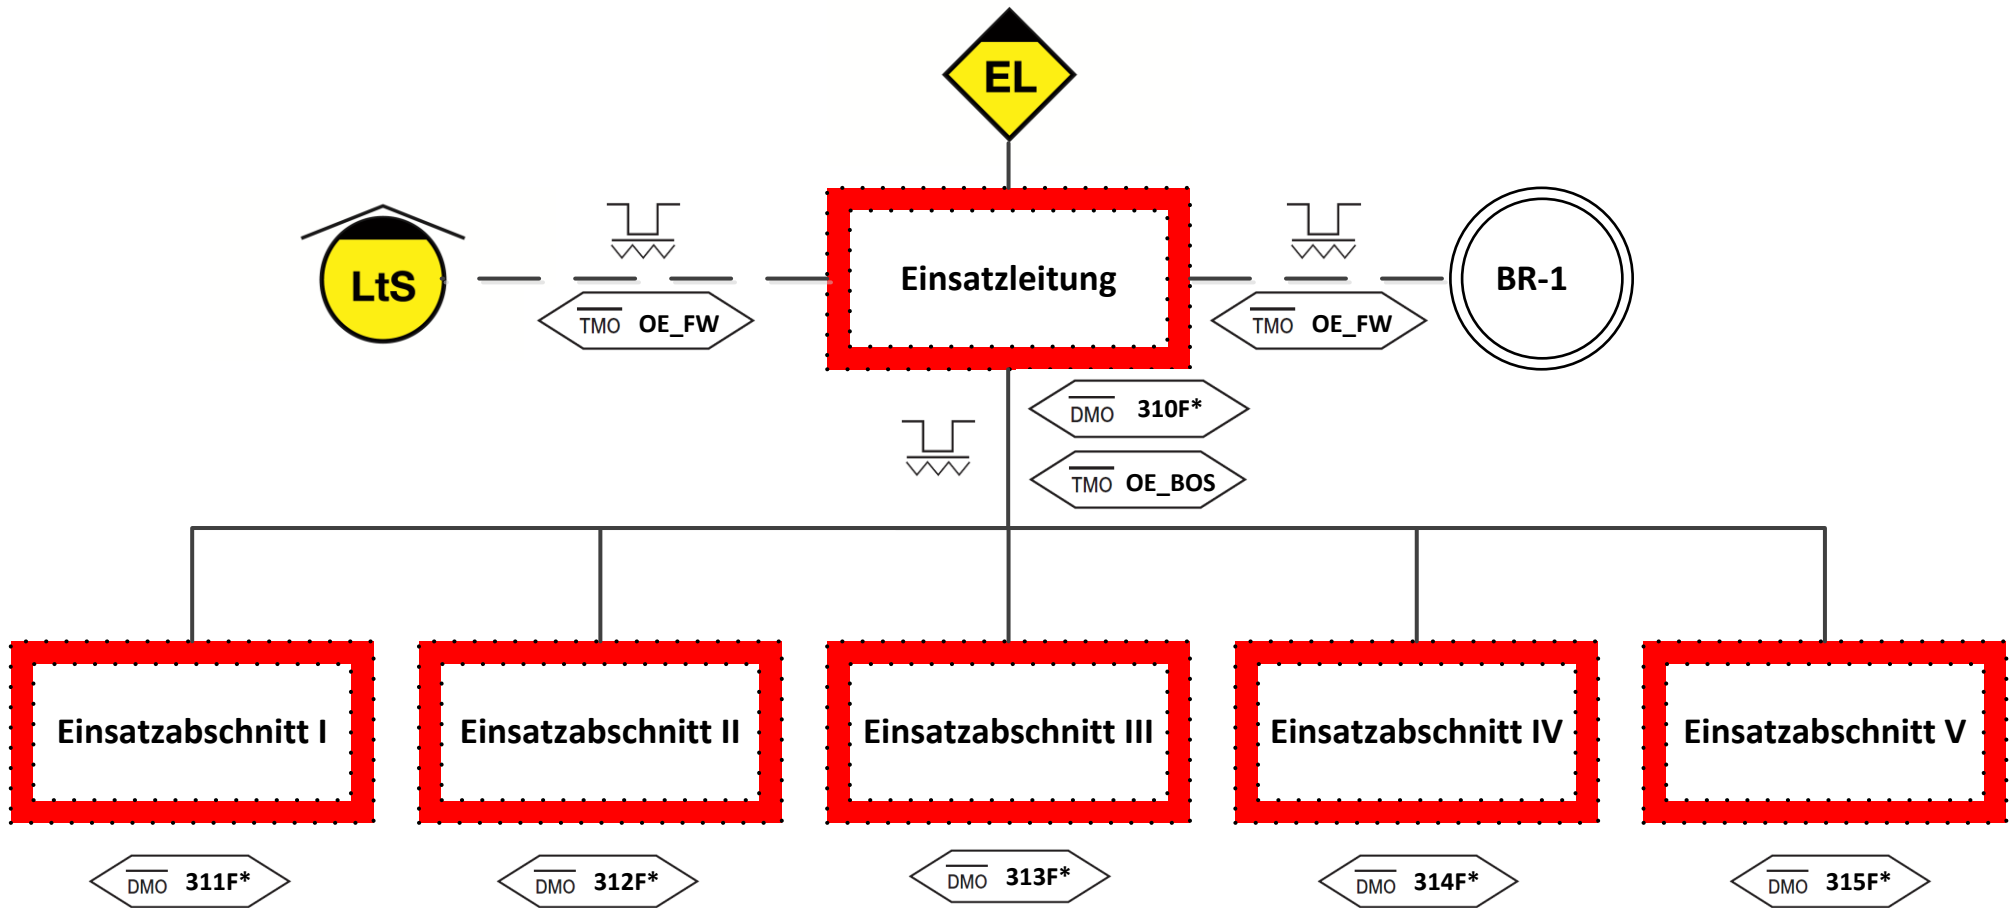 EL
LtS
TMO OE_FW
Einsatzleitung
TMO OE_FW
BR-1
DMO 310F*
TMO OE_BOS
Einsatzabschnitt I
Einsatzabschnitt II
Einsatzabschnitt III
Einsatzabschnitt IV
Einsatzabschnitt V
DMO 311F*
DMO 312F*
DMO 313F*
DMO 314F*
DMO 315F*